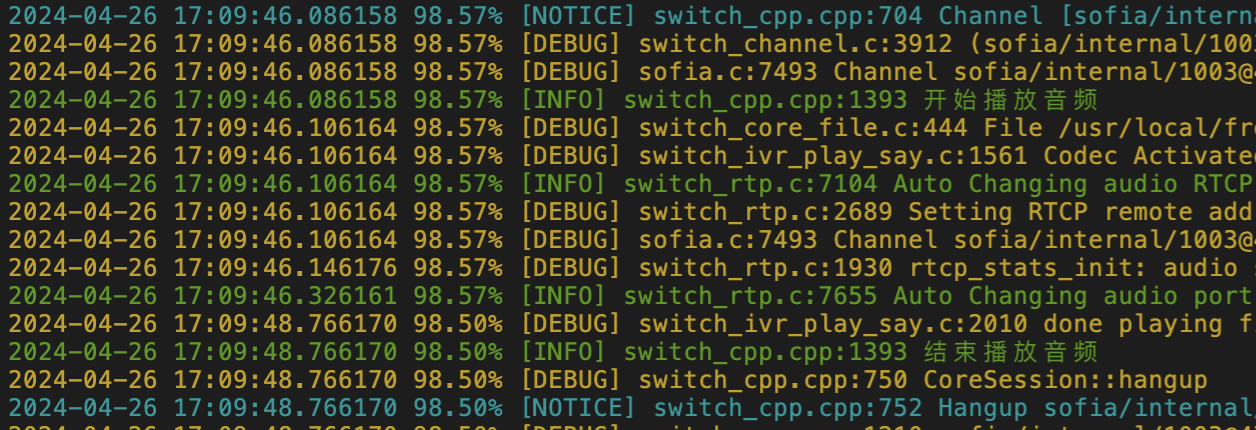 2024-04-26 17:09:46.086158 98.57% [NOTICE] switch_cpp.cpp:704 Channel [sofia/intern
2024-04-26 17:09:46.086158 98.57% [DEBUG] switch_channel.c:3912 (sofia/internal/100
2024-04-26 17:09:46.086158 98.57% [DEBUG] sofia.c:7493 Channel sofia/internal/1003@
2024-04-26 17:09:46.086158 98.57% [INFO] switch_cpp.cpp:1393 开始播放音频
2024-04-26 17:09:46.106164 98.57% [DEBUG] switch_core_file.c:444 File /usr/local/fr
2024-04-26 17:09:46.106164 98.57% [DEBUG] switch_ivr_play_say.c:1561 Codec Activate
2024-04-26 17:09:46.106164 98.57% [INFO] switch_rtp.c:7104 Auto Changing audio RTCP
2024-04-26 17:09:46.106164 98.57% [DEBUG] switch_rtp.c:2689 Setting RTCP remote add
2024-04-26 17:09:46.106164 98.57% [DEBUG] sofia.c:7493 Channel sofia/internal/1003@
2024-04-26 17:09:46.146176 98.57% [DEBUG] switch_rtp.c:1930 rtcp_stats_init: audio
2024-04-26 17:09:46.326161 98.57% [INFO] switch_rtp.c:7655 Auto Changing audio port
2024-04-26 17:09:48.766170 98.50% [DEBUG] switch_ivr_play_say.c:2010 done playing f
2024-04-26 17:09:48.766170 98.50% [INFO] switch_cpp.cpp:1393 结束播放音频
2024-04-26 17:09:48.766170 98.50% [DEBUG] switch_cpp.cpp:750 CoreSession::hangup
2024-04-26 17:09:48.766170 98.50% [NOTICE] switch_cpp.cpp:752 Hangup sofia/internal